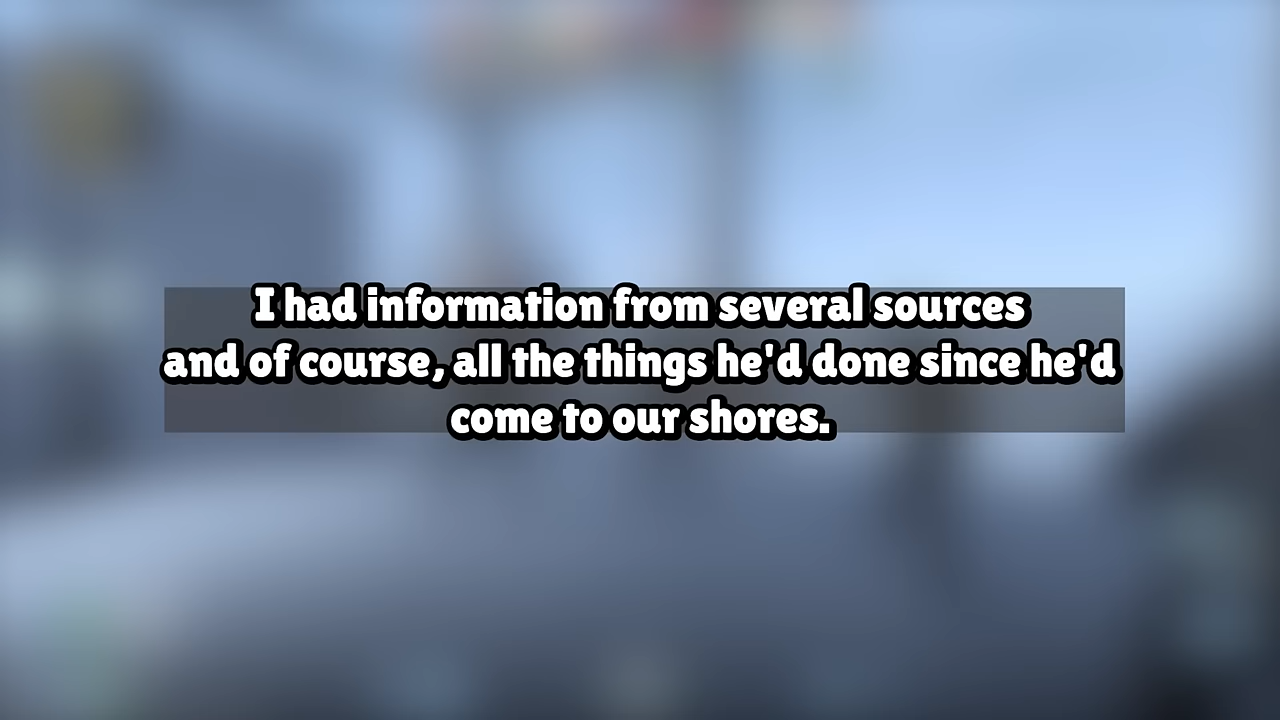 I had information from several sources
and of course, all the things he'd done since he'd
come to our shores.